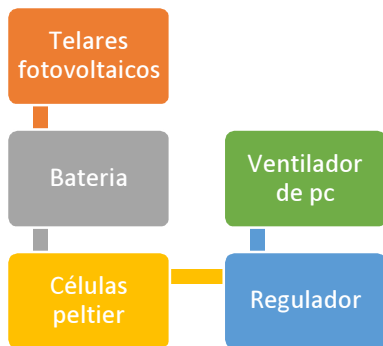 Telares
fotovoltaicos
Bateria
Células
peltier
Regulador
Ventilador
de pc